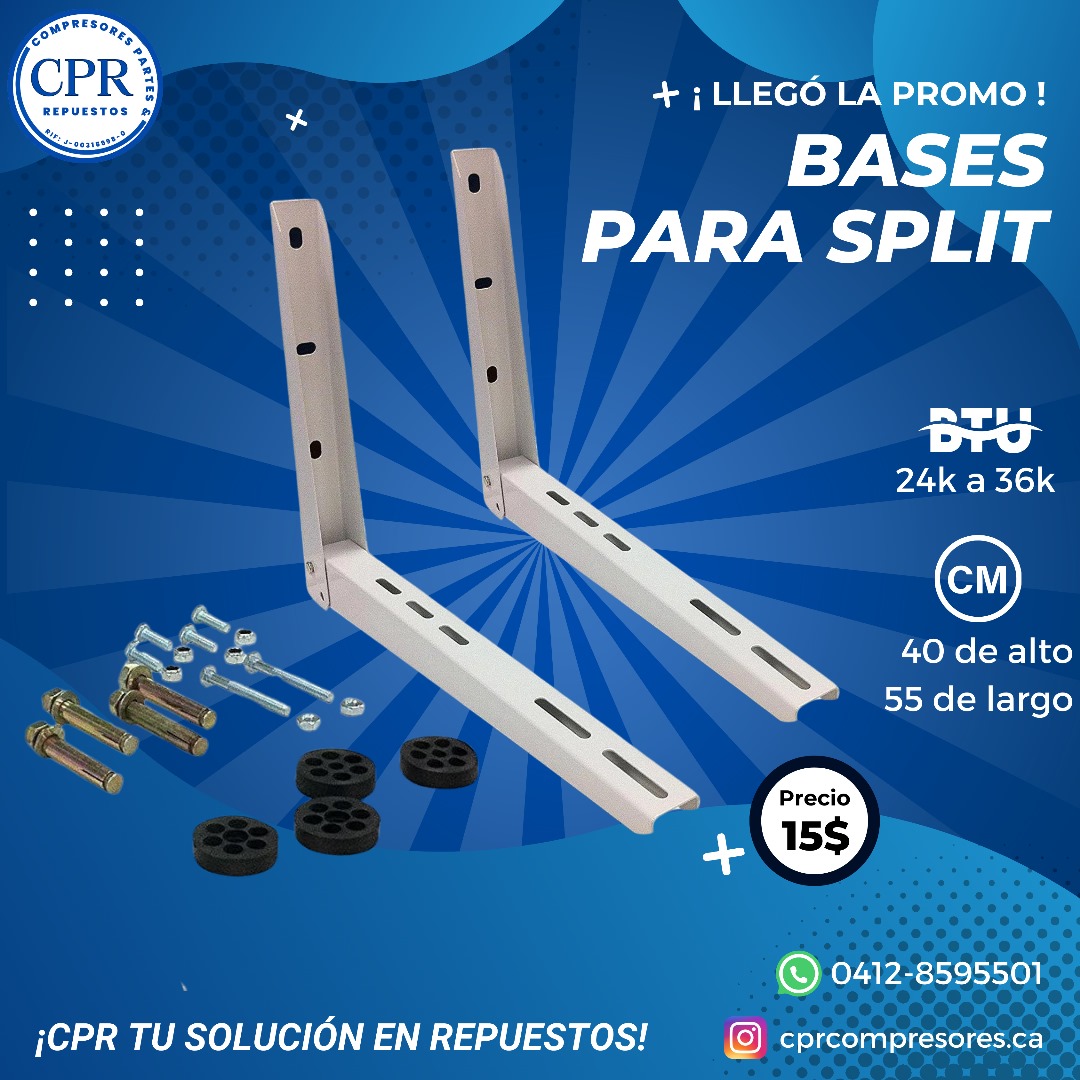 COMPRESORES PARTES &
CPR
REPUESTOS
¡ LLEGÓ LA PROMO !
BASES
PARA SPLIT
BTU
24k a 36k
CM
40 de alto
55 de largo
Precio
15$
0412-8595501
¡CPR TU SOLUCIÓN EN REPUESTOS!
cprcompresores.ca